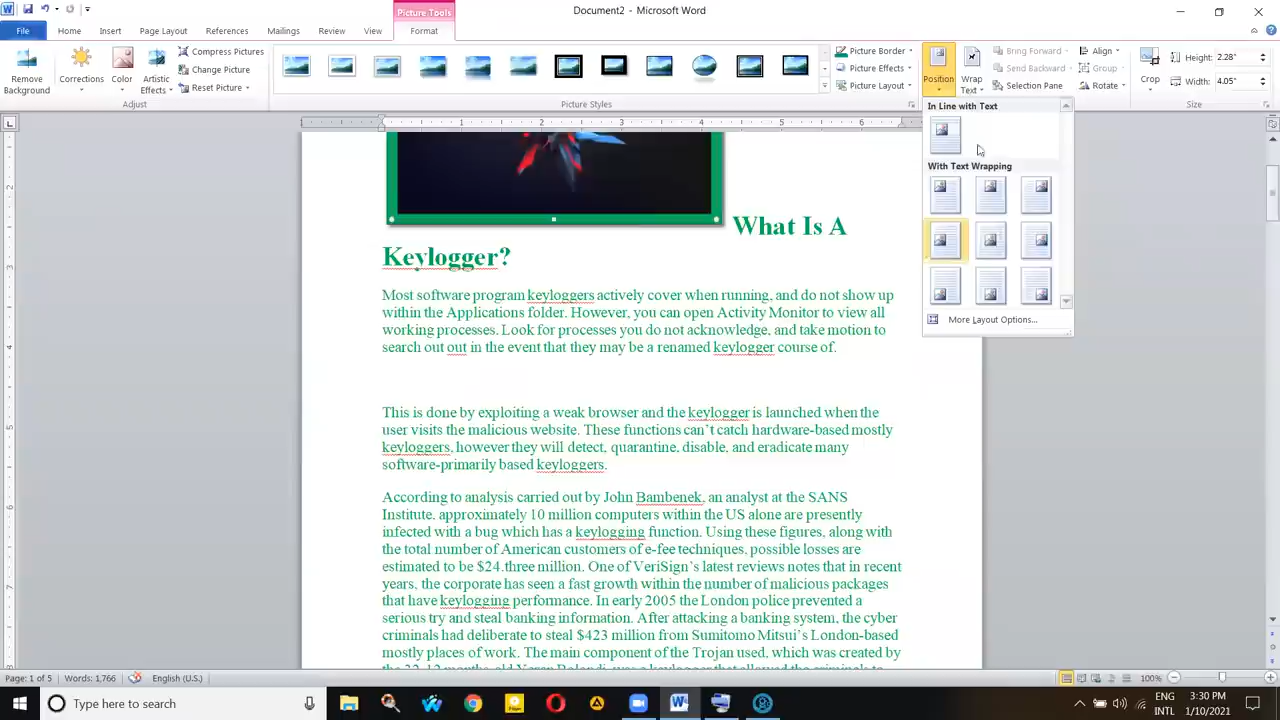 Picture Tools
Document2 - Microsoft Word
File
Home
Insert
Page Layout
References
Mailings
Review
View
Format
Remove
Background
Corrections
Color
Artistic
Effects
Compress Pictures
Change Picture
Reset Picture
Adjust
Picture Styles
Picture Border
Picture Effects
Picture Layout
Position
Wrap
Text
Bring Forward
Send Backward
Selection Pane
Align
Group
Rotate
Crop
Height: 2.28
Width: 4.05"
Size
In Line with Text
With Text Wrapping
More Layout Options...
1 2 3 4 5 6
What Is A
Keylogger?
Most software program keyloggers actively cover when running, and do not show up
within the Applications folder. However, you can open Activity Monitor to view all
working processes. Look for processes you do not acknowledge, and take motion to
search out out in the event that they may be a renamed keylogger course of.
This is done by exploiting a weak browser and the keylogger is launched when the
user visits the malicious website. These functions can't catch hardware-based mostly
keyloggers, however they will detect, quarantine, disable, and eradicate many
software-primarily based keyloggers.
According to analysis carried out by John Bambenek, an analyst at the SANS
Institute, approximately 10 million computers within the US alone are presently
infected with a bug which has a keylogging function. Using these figures, along with
the total number of American customers of e-fee techniques, possible losses are
estimated to be $24.three million. One of VeriSign's latest reviews notes that in recent
years, the corporate has seen a fast growth within the number of malicious packages
that have keylogging performance. In early 2005 the London police prevented a
serious try and steal banking information. After attacking a banking system, the cyber
criminals had deliberate to steal $423 million from Sumitomo Mitsui's London-based
mostly places of work. The main component of the Trojan used, which was created by
Page: 1 of 5
Words: 1,766
English (U.S.)
100%
Type here to search
ENG
INTL
3:30 PM
1/10/2021